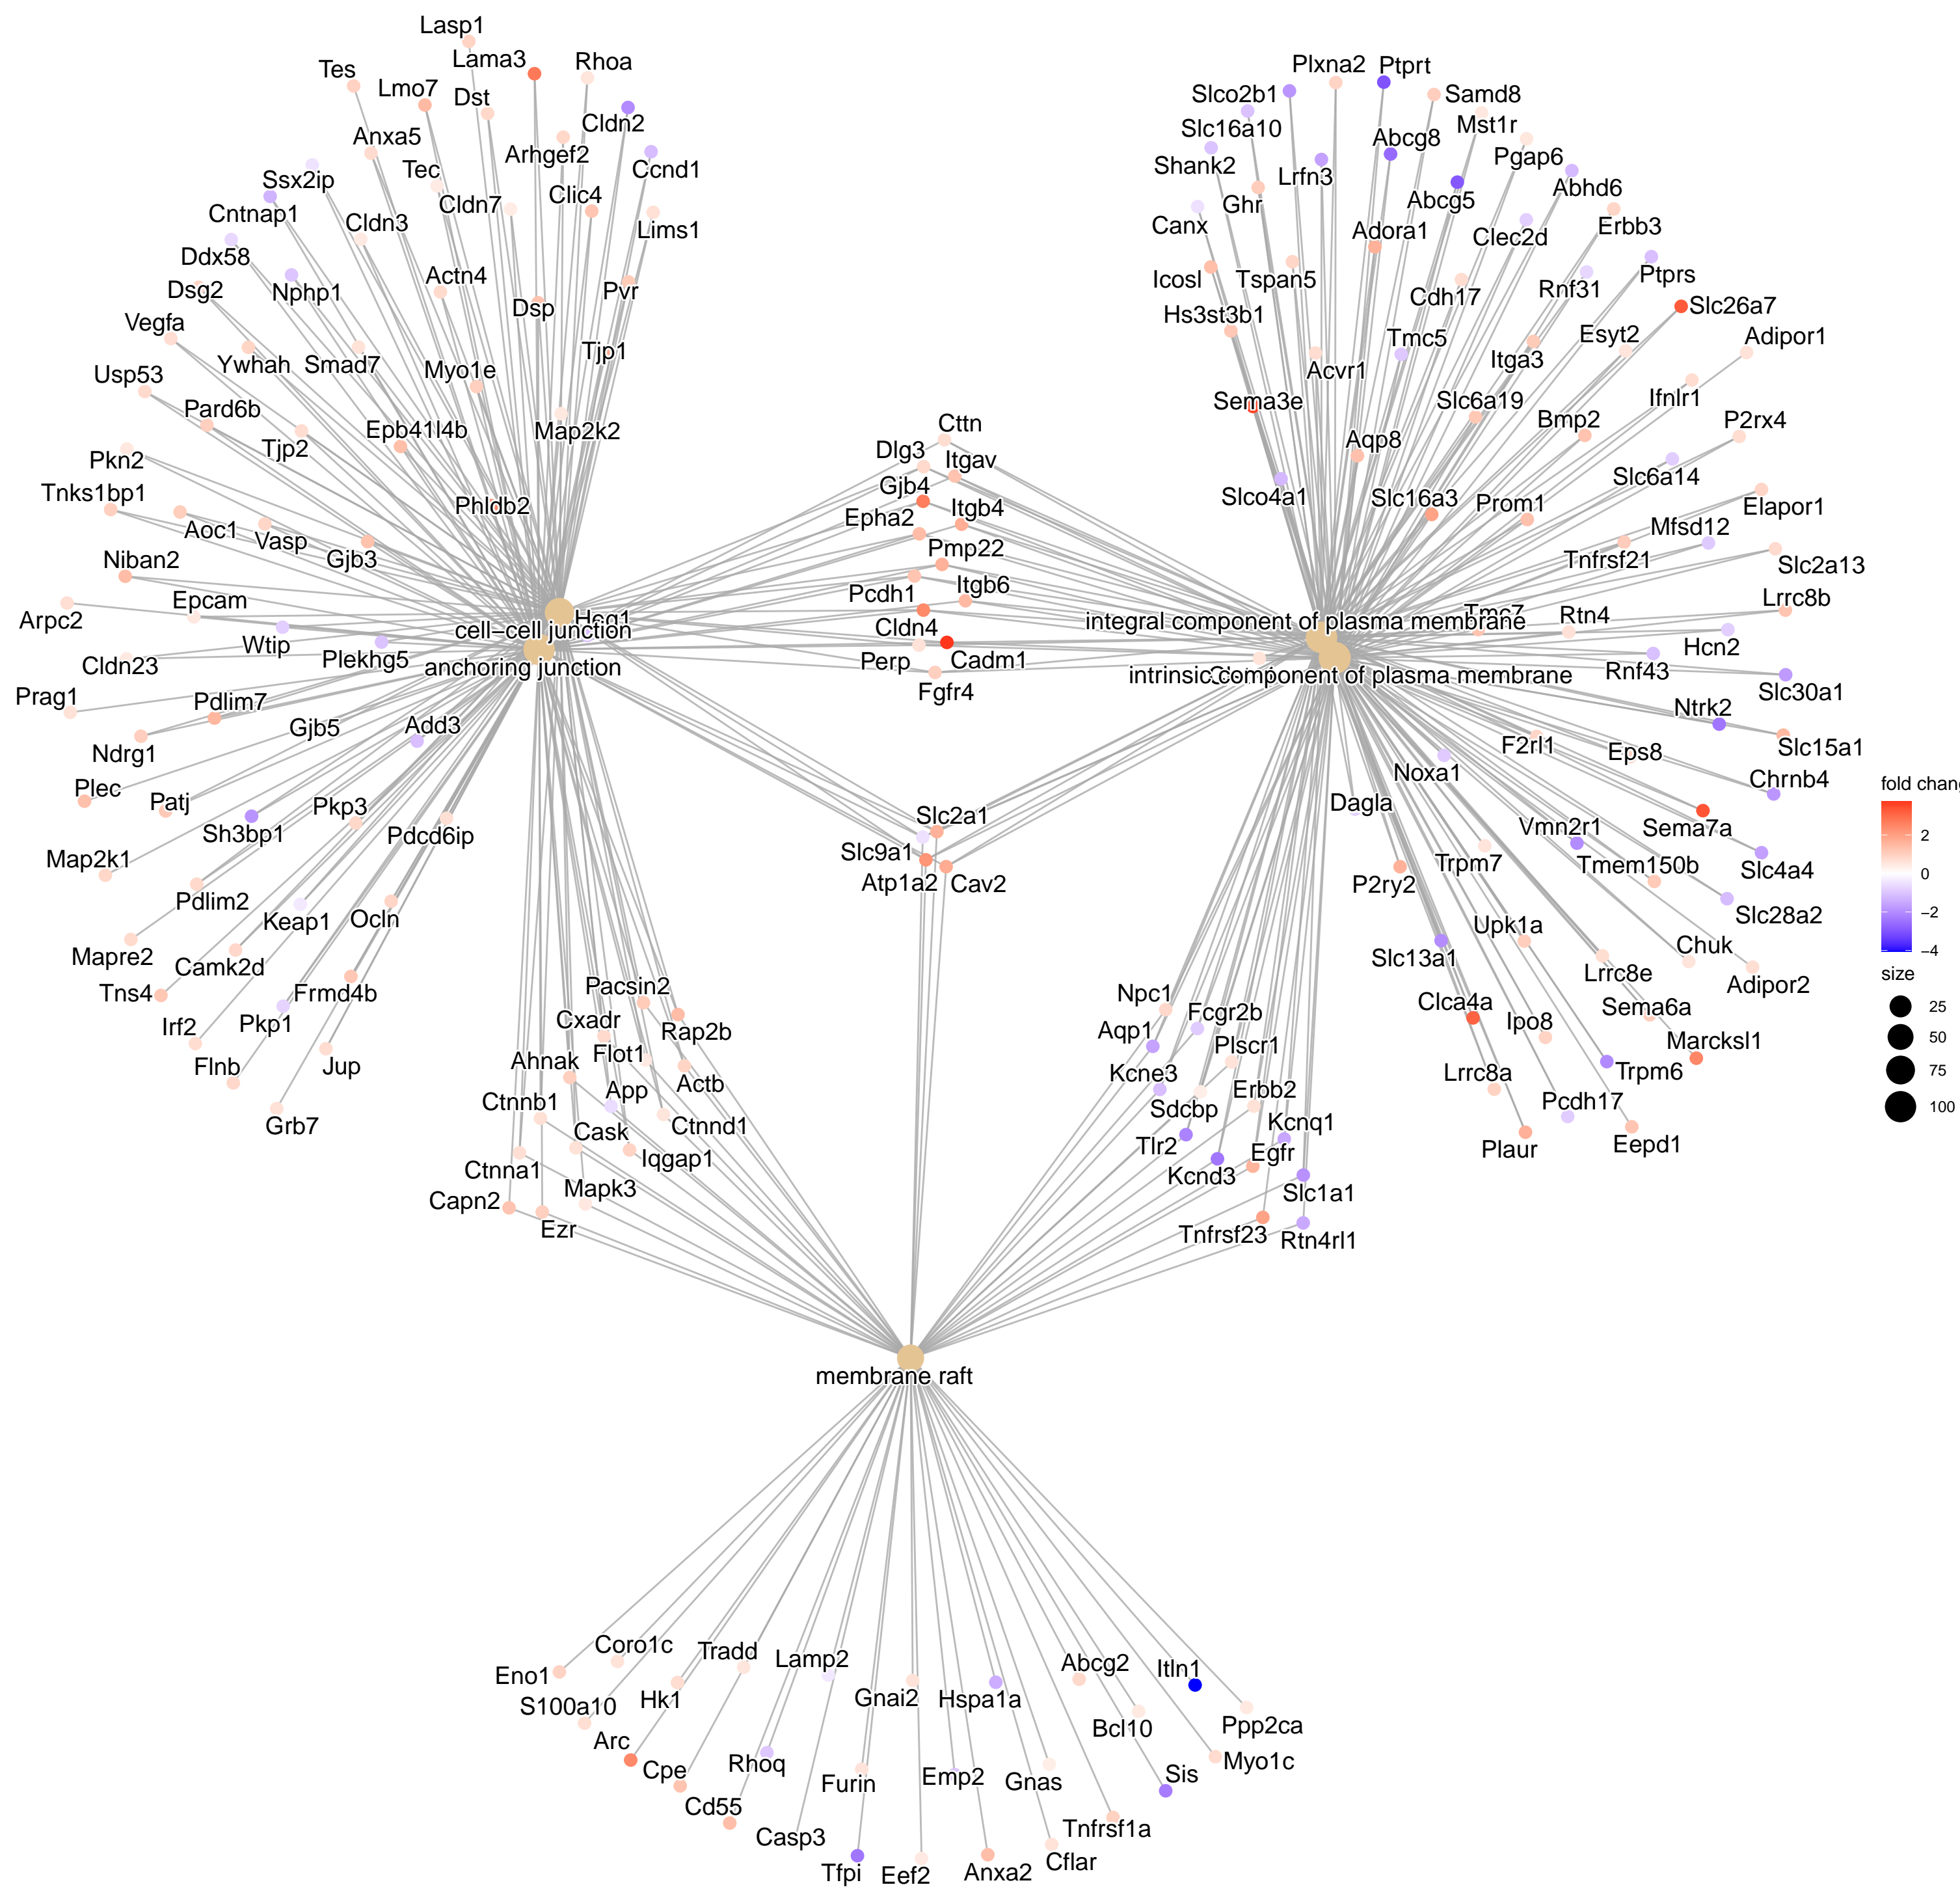 Lasp1
Lama3
Rhoa
Tes
Lmo7
Dst
Cldn2
Anxa5
Arhgef2
Tec
Ccnd1
Ssx2ip
Clic4
Cldn7
Cntnap1
Cldn3
Lims1
Ddx58
Actn4
Dsg2
Nphp1
Pvr
Dsp
Vegfa
Tjp1
Ywhah
Smad7
Myo1e
Usp53
Pard6b
Epb41l4b
Map2k2
Tjp2
Pkn2
Tnks1bp1
Phldb2
Aoc1
Vasp
Gjb3
Niban2
Epcam
Heg1
Arpc2
cell−cell junction
Wtip
Plekhg5
anchoring junction
Cldn23
Prag1
Pdlim7
Gjb5
Add3
Ndrg1
Plec
Patj
Pkp3
Sh3bp1
Pdcd6ip
Map2k1
Pdlim2
Keap1
Ocln
Mapre2
Camk2d
Tns4
Frmd4b
Irf2
Pkp1
Flnb
Jup
Grb7
Pacsin2
Cxadr
Rap2b
Flot1
Ahnak
Actb
App
Ctnnb1
Ctnnd1
Cask
Iqgap1
Ctnna1
Mapk3
Capn2
Ezr
Cttn
Dlg3
Itgav
Gjb4
Itgb4
Epha2
Pmp22
Itgb6
Pcdh1
Cldn4
Perp
Cadm1
Fgfr4
Slc2a1
Slc9a1
Atp1a2
Cav2
Plxna2
Ptprt
Slco2b1
Samd8
Slc16a10
Mst1r
Abcg8
Shank2
Pgap6
Lrfn3
Abhd6
Ghr
Abcg5
Canx
Erbb3
Adora1
Clec2d
Icosl
Tspan5
Ptprs
Cdh17
Rnf31
Slc26a7
Hs3st3b1
Tmc5
Esyt2
Adipor1
Itga3
Acvr1
Sema3e
Slc6a19
Ifnlr1
Bmp2
P2rx4
Aqp8
Slc6a14
Slco4a1
Slc16a3
Prom1
Elapor1
Mfsd12
Tnfrsf21
Slc2a13
Lrrc8b
Tmc7
Rtn4
integral component of plasma membrane
Hcn2
Rnf43
intrinsic component of plasma membrane
Slc30a1
Ntrk2
F2rl1
Eps8
Slc15a1
Noxa1
Chrnb4
Dagla
Vmn2r1
Sema7a
Trpm7
Tmem150b
Slc4a4
P2ry2
Upk1a
Slc28a2
Slc13a1
Chuk
Lrrc8e
Adipor2
Clca4a
Ipo8
Sema6a
Marcksl1
Lrrc8a
Trpm6
Pcdh17
Plaur
Eepd1
Npc1
Fcgr2b
Aqp1
Plscr1
Kcne3
Erbb2
Sdcbp
Kcnq1
Tlr2
Egfr
Kcnd3
Slc1a1
Tnfrsf23
Rtn4rl1
membrane raft
Coro1c
Tradd
Lamp2
Abcg2
Itln1
Eno1
Hk1
Gnai2
Hspa1a
S100a10
Bcl10
Ppp2ca
Arc
Myo1c
Cpe
Rhoq
Furin
Emp2
Gnas
Sis
Cd55
Casp3
Tnfrsf1a
Tfpi
Eef2
Anxa2
Cflar
fold chang
2
0
−2
−4
size
25
50
75
100